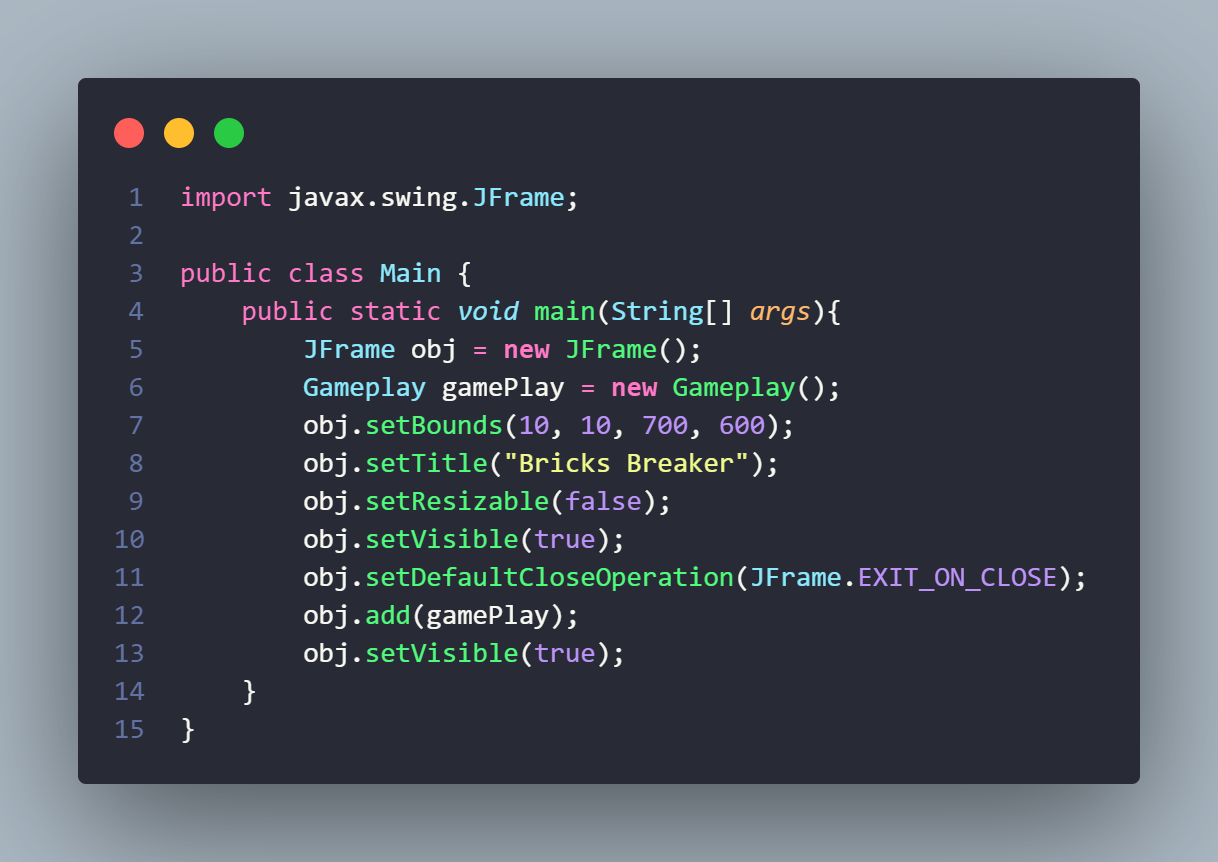 1 import javax.swing.JFrame;
2
3 public class Main {
4     public static void main(String[] args){
5         JFrame obj = new JFrame();
6         Gameplay gamePlay = new Gameplay();
7         obj.setBounds(10, 10, 700, 600);
8         obj.setTitle("Bricks Breaker");
9         obj.setResizable(false);
10         obj.setVisible(true);
11         obj.setDefaultCloseOperation(JFrame.EXIT_ON_CLOSE);
12         obj.add(gamePlay);
13         obj.setVisible(true);
14     }
15 }